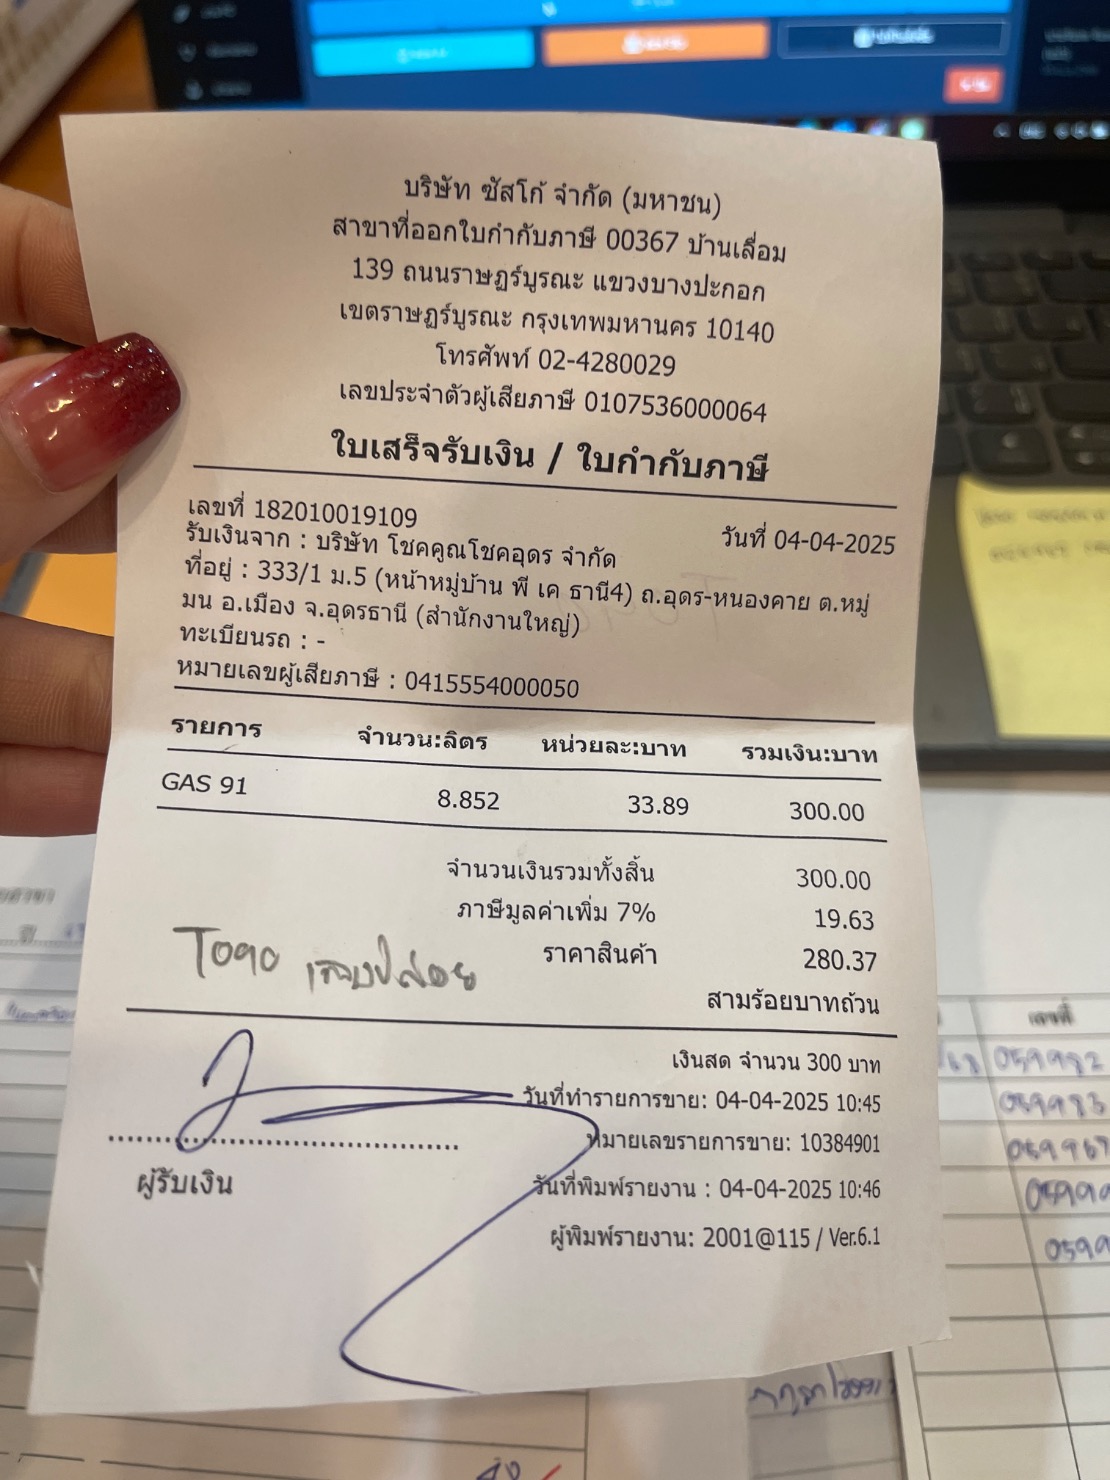 บริษัท ซัสโก้ จำกัด (มหาชน)
สาขาที่ออกใบกำกับภาษี 00367 บ้านเลื่อม
139 ถนนราษฎร์บูรณะ แขวงบางปะกอก
เขตราษฎร์บูรณะ กรุงเทพมหานคร 10140
โทรศัพท์ 02-4280029
เลขประจำตัวผู้เสียภาษี 0107536000064
ใบเสร็จรับเงิน / ใบกำกับภาษี
เลขที่ 182010019109
วันที่ 04-04-2025
รับเงินจาก : บริษัท โชคคูณโชคอุดร จำกัด
ที่อยู่ : 333/1 ม.5 (หน้าหมู่บ้าน พี เค ธานี4) ถ.อุดร-หนองคาย ต.หมู่
มน อ.เมือง จ.อุดรธานี (สำนักงานใหญ่)
ทะเบียนรถ : -
หมายเลขผู้เสียภาษี : 0415554000050
รายการ จำนวน:ลิตร หน่วยละ:บาท รวมเงิน:บาท
GAS 91 8.852 33.89 300.00
จำนวนเงินรวมทั้งสิ้น 300.00
ภาษีมูลค่าเพิ่ม 7% 19.63
ราคาสินค้า 280.37
T090
สามร้อยบาทถ้วน
เงินสด จำนวน 300 บาท
วันที่ทำรายการขาย: 04-04-2025 10:45
หมายเลขรายการขาย: 10384901
ผู้รับเงิน
วันที่พิมพ์รายงาน : 04-04-2025 10:46
ผู้พิมพ์รายงาน: 2001@115 / Ver.6.1
เลขที่
059982
059983